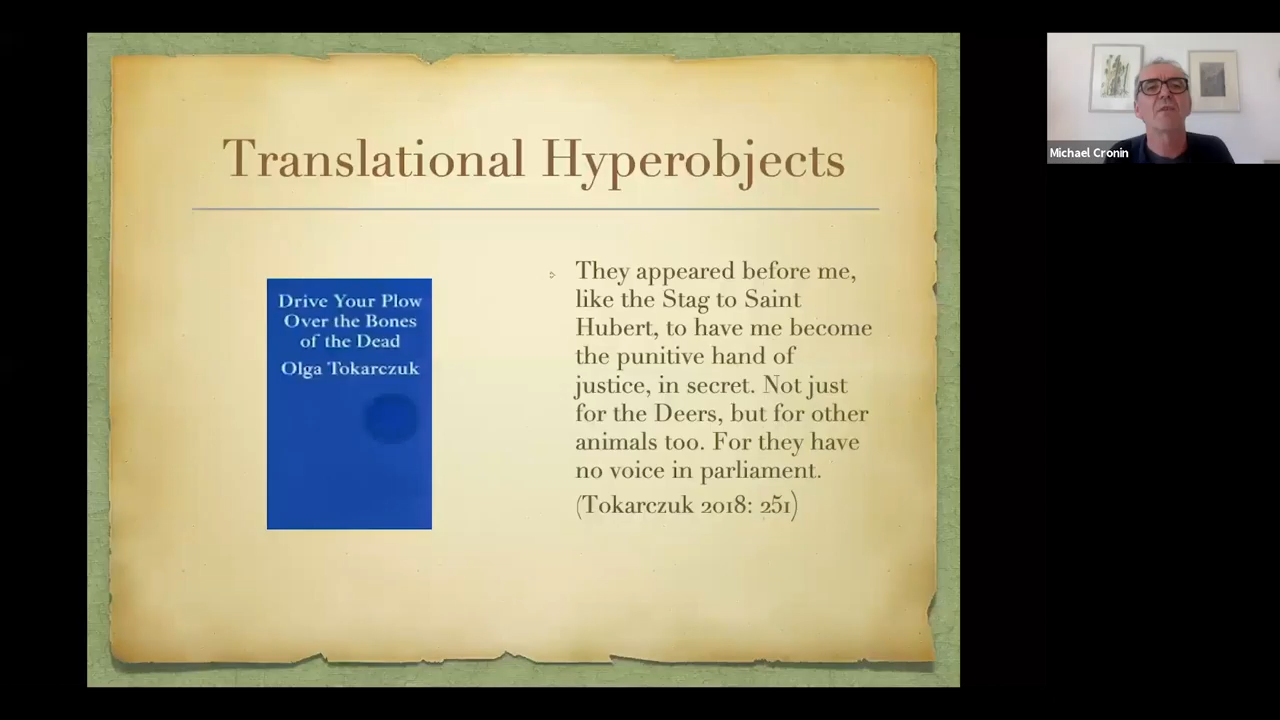 Translational Hyperobjects
Drive Your Plow
Over the Bones
of the Dead
Olga Tokarczuk
They appeared before me,
like the Stag to Saint
Hubert, to have me become
the punitive hand of
justice, in secret. Not just
for the Deers, but for other
animals too. For they have
no voice in parliament.
(Tokarczuk 2018: 251)
Michael Cronin